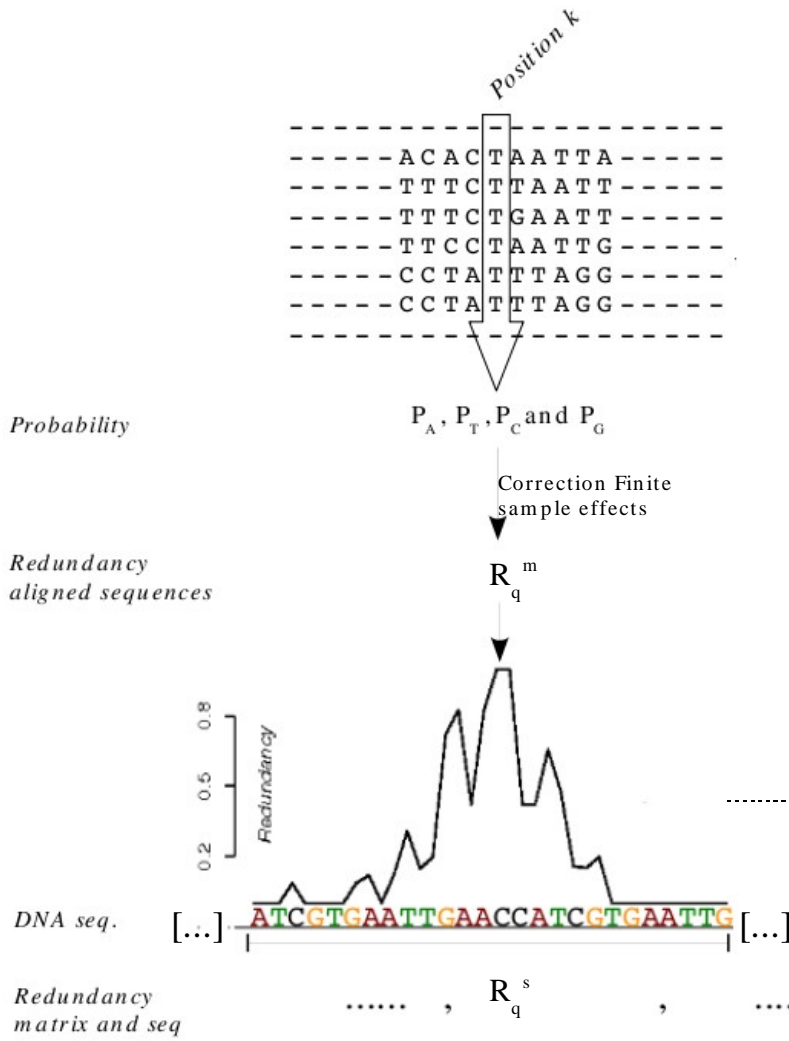 Position k
--------------------
-----ACACTAATTA-----
-----TTTCTTAATT-----
-----TTTCTGAATT-----
-----TTCCTAATTG-----
-----CCTATTTAGG-----
-----CCTATTTAGG-----
--------------------
Probability
P_A, P_T, P_C and P_G
Correction Finite
sample effects
Redundancy
aligned sequences
R_q^m
0.8
0.5
0.2
Redundancy
DNA seq. [...] ATCGTGAATTGAACCATCGTGAATTG [...]
Redundancy
matrix and seq
...... , R_q^s , ....